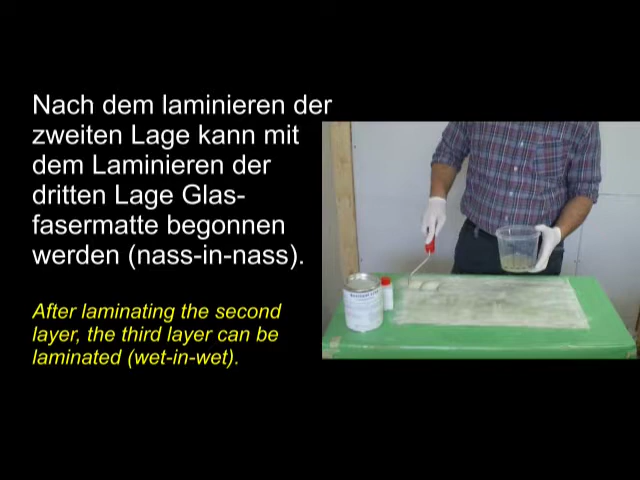 Nach dem laminieren der
zweiten Lage kann mit
dem Laminieren der
dritten Lage Glas-
fasermatte begonnen
werden (nass-in-nass).
After laminating the second
layer, the third layer can be
laminated (wet-in-wet).